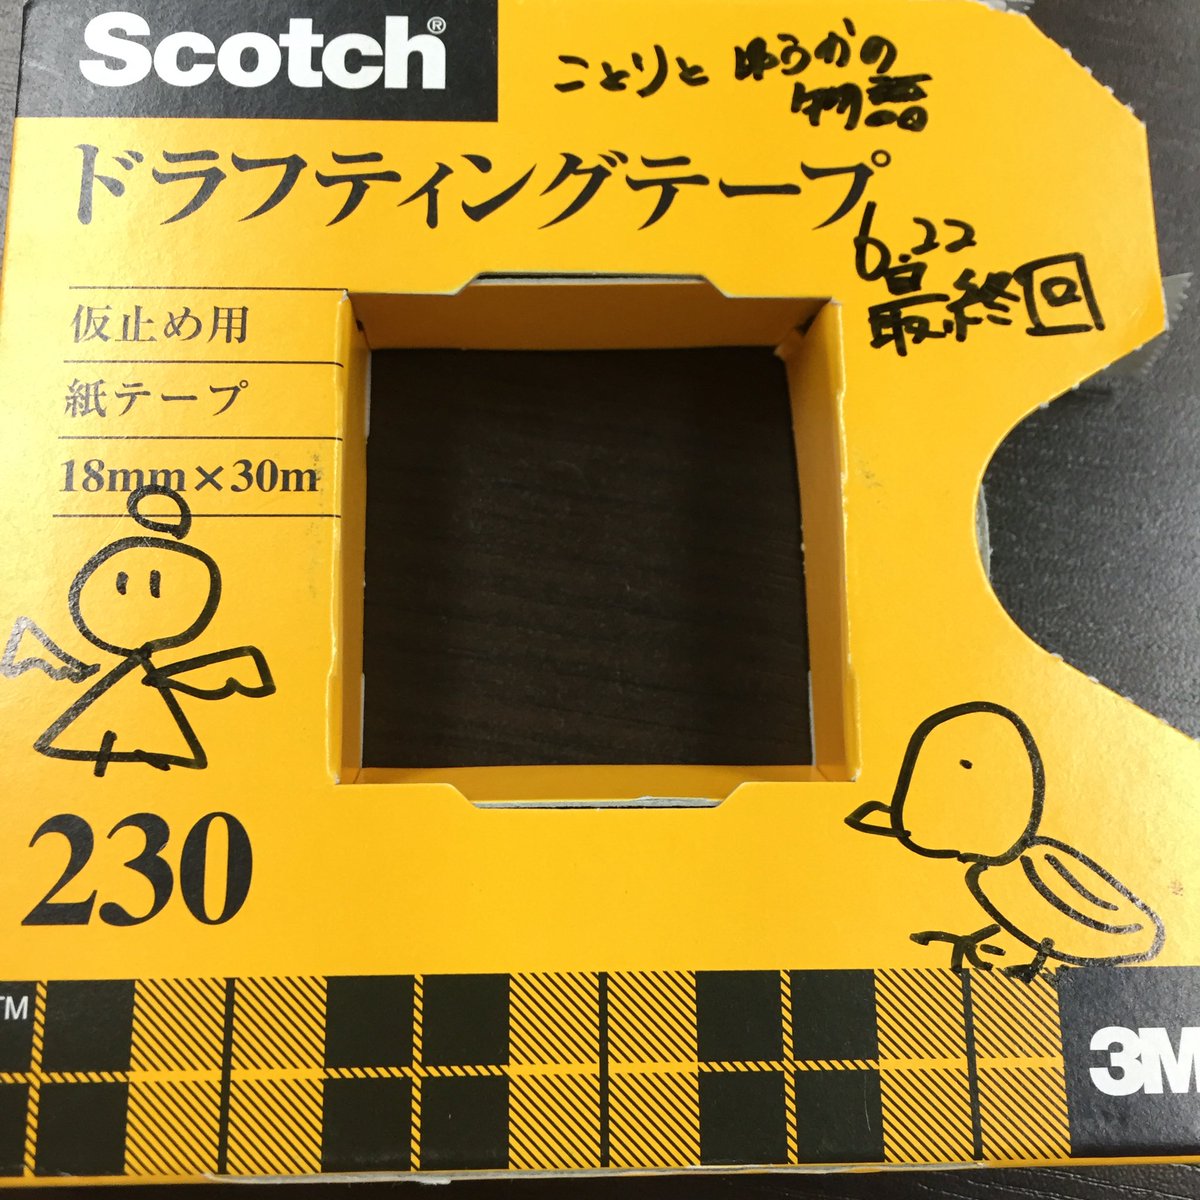 Scotch®
ことりと ゆうかの
物語
ドラフティングテープ
6.22
最終回
仮止め用
紙テープ
18mm×30m
230
TM
3M